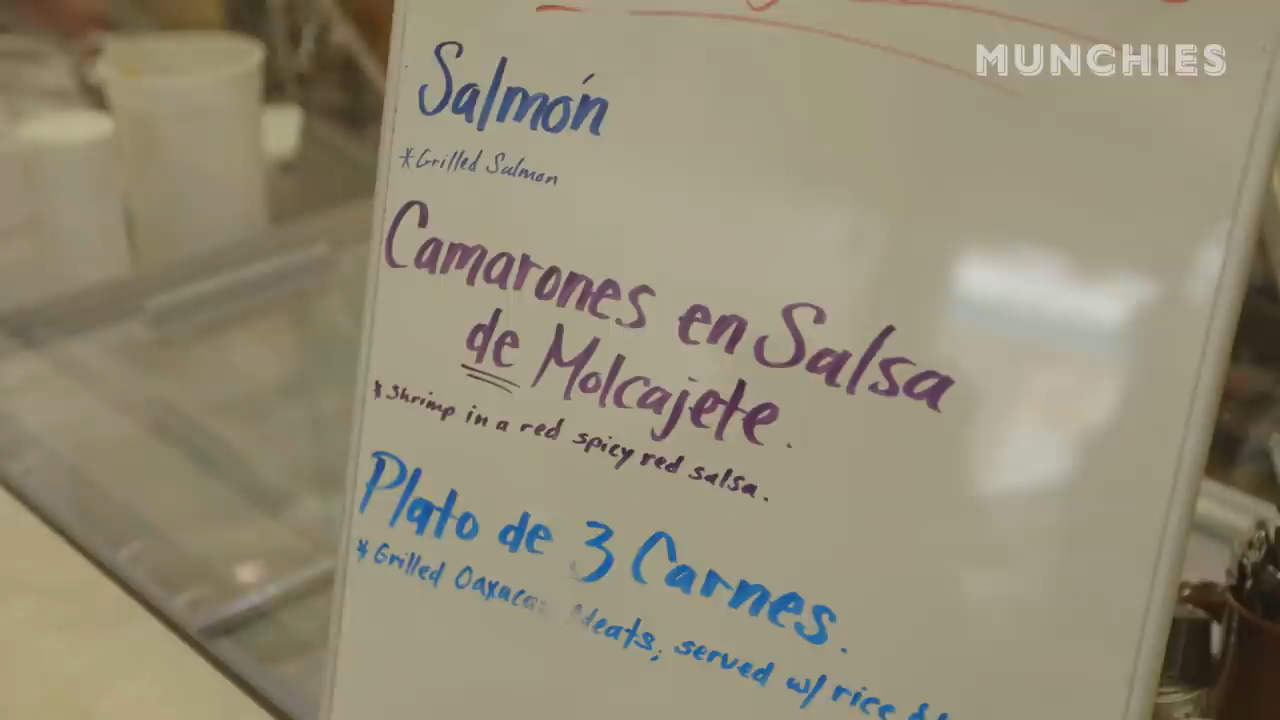 MUNCHIES
Salmón
*Grilled Salmon
Camarones en Salsa
de Molcajete.
*Shrimp in a red spicy red salsa.
Plato de 3 Carnes.
*Grilled Oaxacan Meats, served w/ rice &